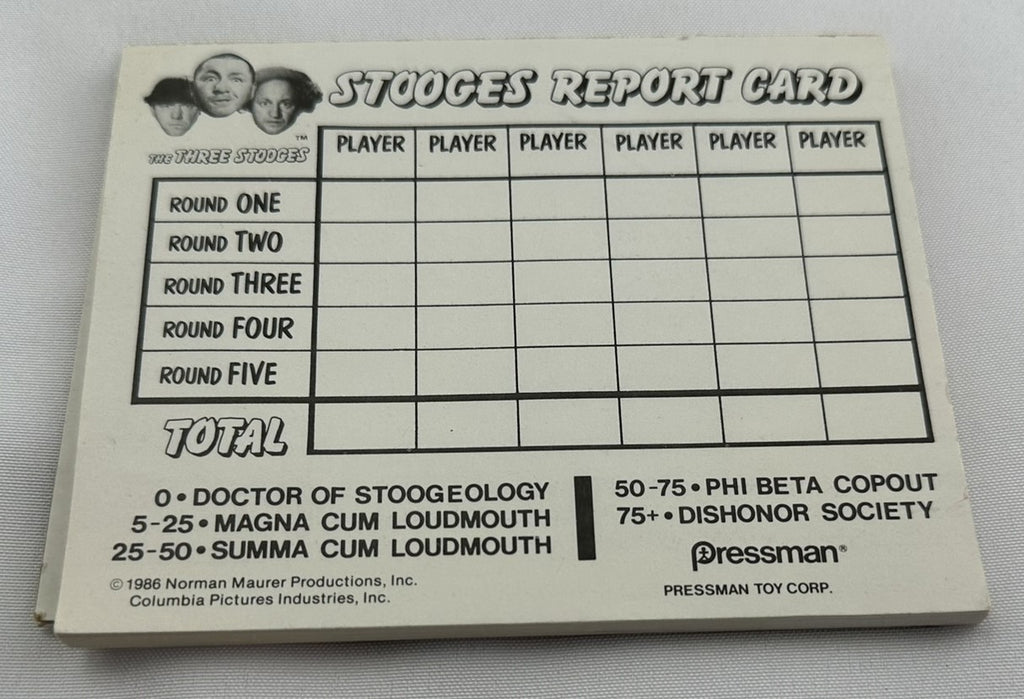 STOOGES REPORT CARD
™
THE THREE STOOGES
PLAYER PLAYER PLAYER PLAYER PLAYER PLAYER
ROUND ONE
ROUND TWO
ROUND THREE
ROUND FOUR
ROUND FIVE
TOTAL
0 • DOCTOR OF STOOGEOLOGY
5-25 • MAGNA CUM LOUDMOUTH
25-50 • SUMMA CUM LOUDMOUTH
50-75 • PHI BETA COPOUT
75+ • DISHONOR SOCIETY
Pressman®
PRESSMAN TOY CORP.
© 1986 Norman Maurer Productions, Inc.
Columbia Pictures Industries, Inc.